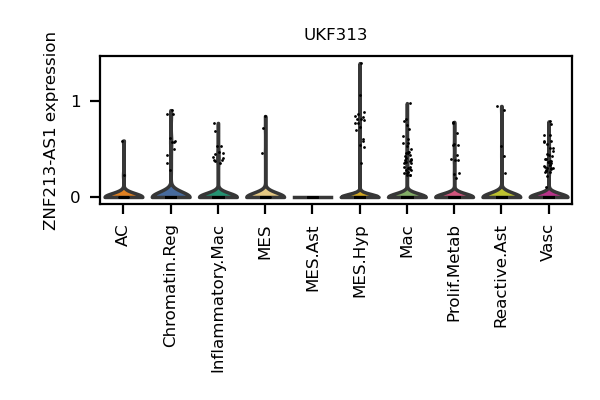 UKF313
ZNF213-AS1 expression
1
0
AC
Chromatin.Reg
Inflammatory.Mac
MES
MES.Ast
MES.Hyp
Mac
Prolif.Metab
Reactive.Ast
Vasc